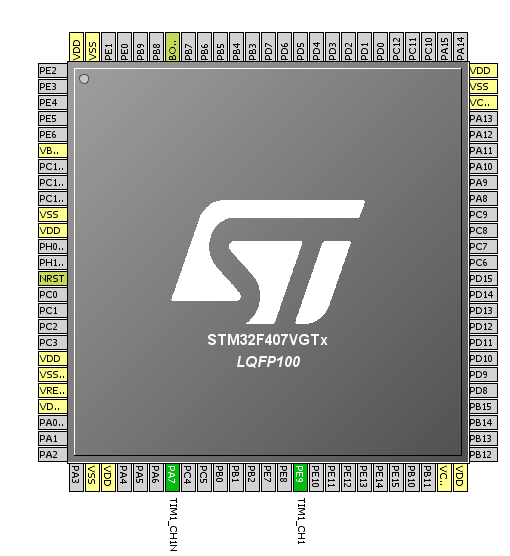 VDD
VSS
PE1
PE0
PB9
PB8
BO..
PB7
PB6
PB5
PB4
PB3
PD7
PD6
PD5
PD4
PD3
PD2
PD1
PD0
PC12
PC11
PC10
PA15
PA14
PE2
PE3
PE4
PE5
PE6
VB..
PC1..
PC1..
PC1..
VSS
VDD
PH0..
PH1..
NRST
PC0
PC1
PC2
PC3
VDD
VSS..
VRE..
VD..
PA0..
PA1
PA2
VDD
VSS
VC..
PA13
PA12
PA11
PA10
PA9
PA8
PC9
PC8
PC7
PC6
PD15
PD14
PD13
PD12
PD11
PD10
PD9
PD8
PB15
PB14
PB13
PB12
ST
STM32F407VGTx
LQFP100
PA3
VSS
VDD
PA4
PA5
PA6
PA7
PC4
PC5
PB0
PB1
PB2
PE7
PE8
PE9
PE10
PE11
PE12
PE13
PE14
PE15
PB10
PB11
VC..
VDD
TIM1_CH1N
TIM1_CH1